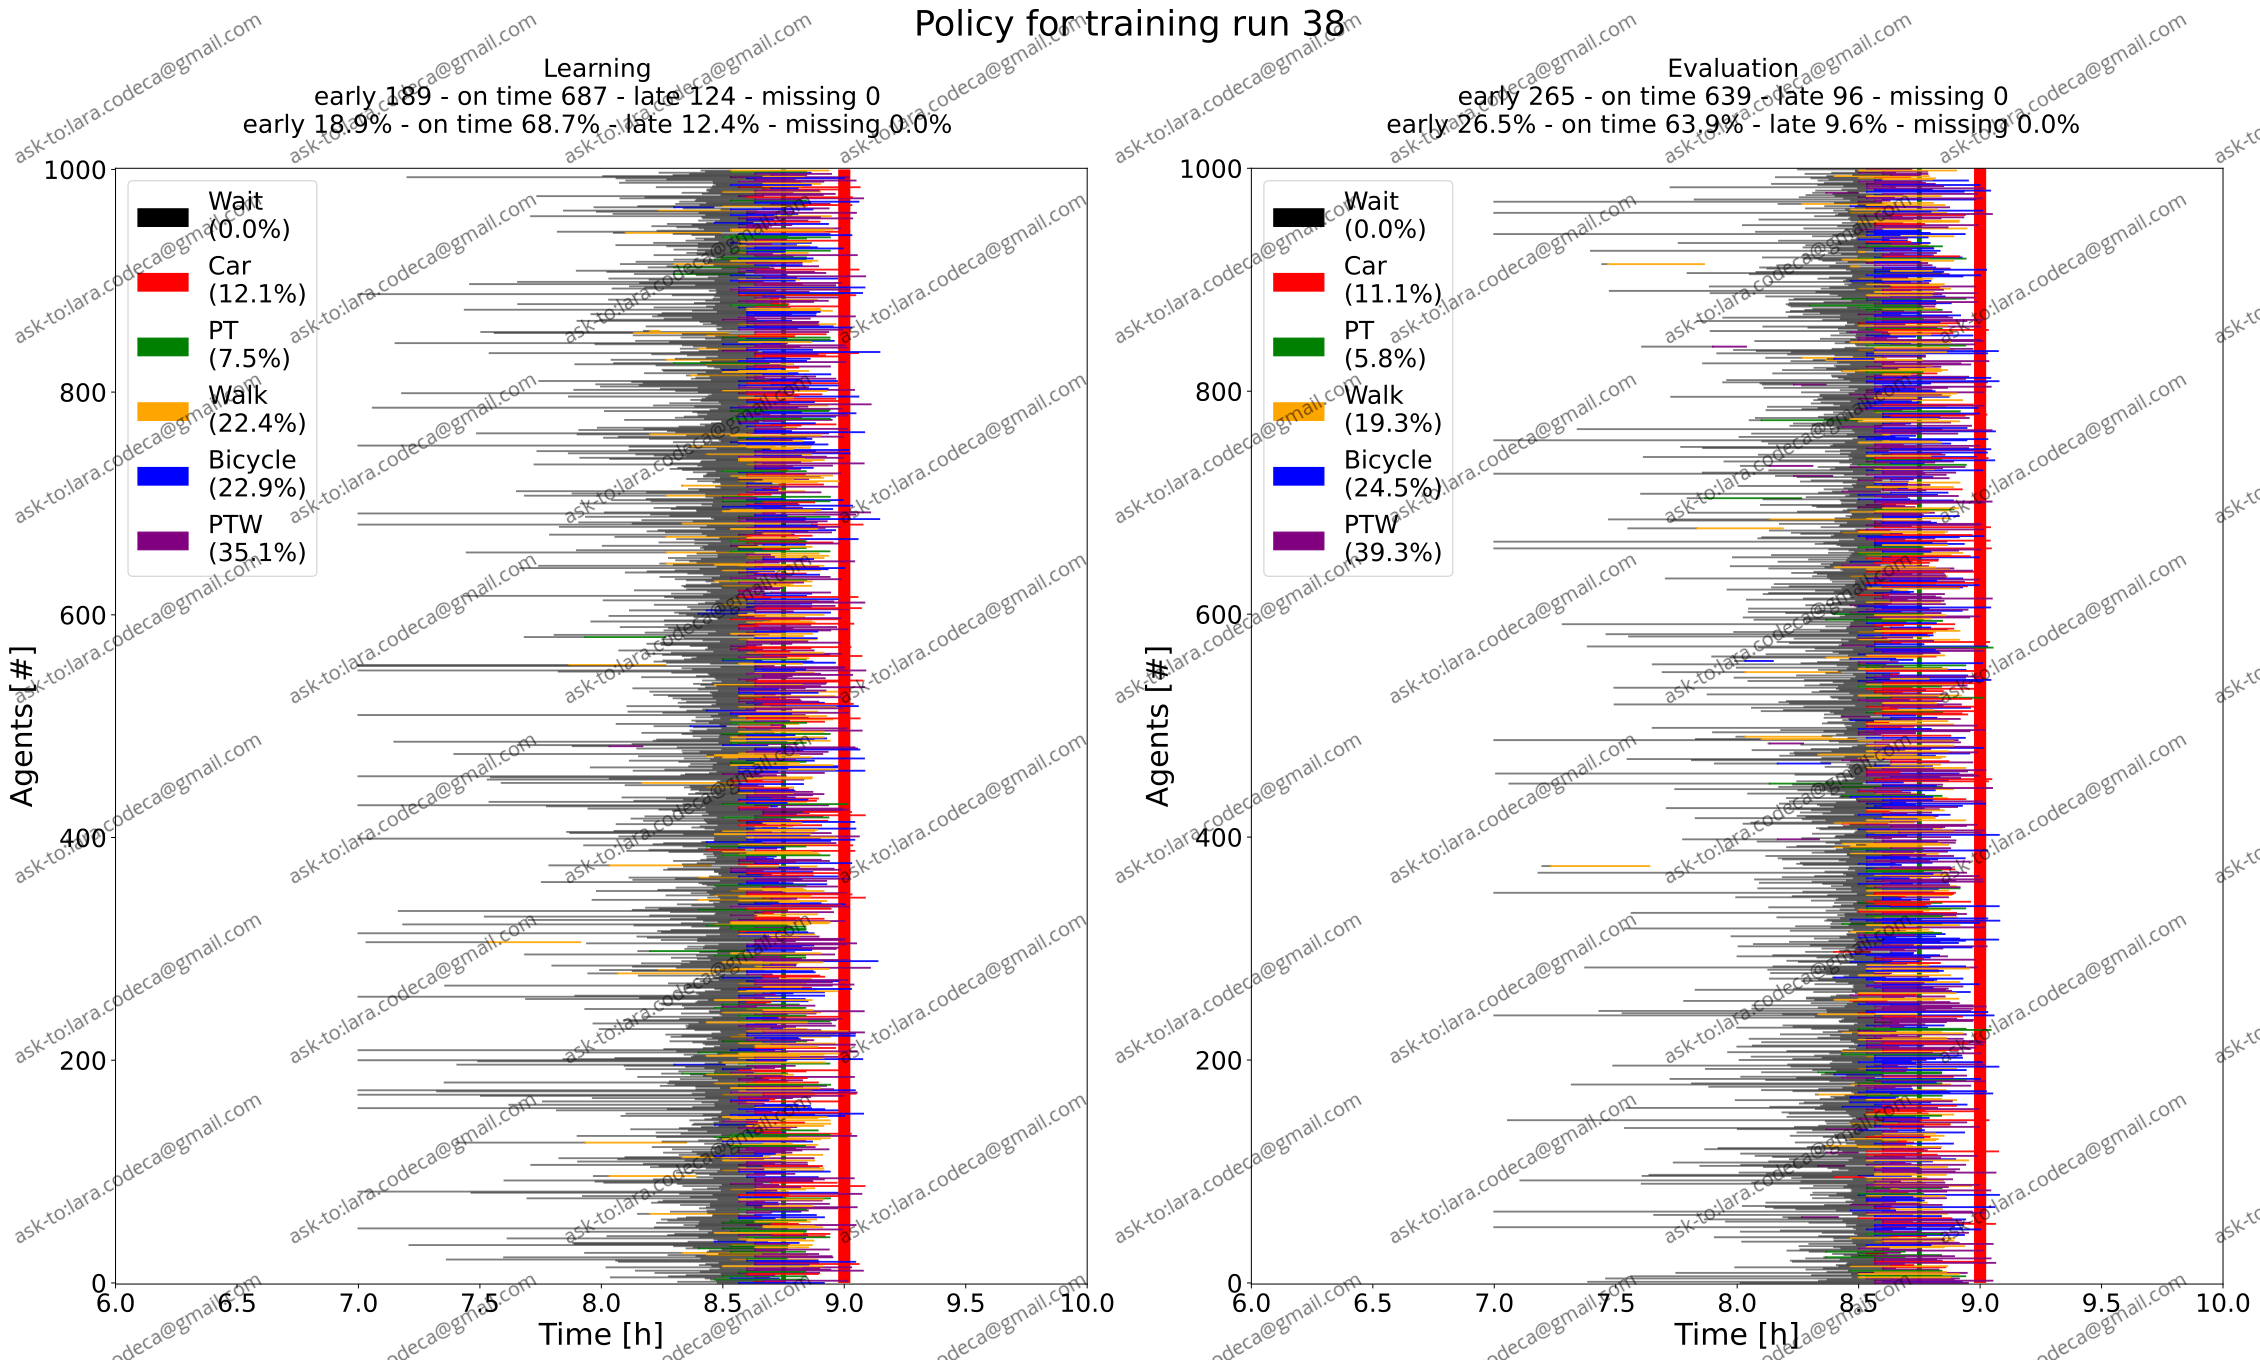 Policy for training run 38
Learning
early 189 - on time 687 - late 124 - missing 0
early 18.9% - on time 68.7% - late 12.4% - missing 0.0%
Agents [#]
1000
800
600
400
200
0
Wait
(0.0%)
Car
(12.1%)
PT
(7.5%)
Walk
(22.4%)
Bicycle
(22.9%)
PTW
(35.1%)
6.0 6.5 7.0 7.5 8.0 8.5 9.0 9.5 10.0
Time [h]
Evaluation
early 265 - on time 639 - late 96 - missing 0
early 26.5% - on time 63.9% - late 9.6% - missing 0.0%
Agents [#]
1000
800
600
400
200
0
Wait
(0.0%)
Car
(11.1%)
PT
(5.8%)
Walk
(19.3%)
Bicycle
(24.5%)
PTW
(39.3%)
6.0 6.5 7.0 7.5 8.0 8.5 9.0 9.5 10.0
Time [h]
ask-to:lara.codeca@gmail.com